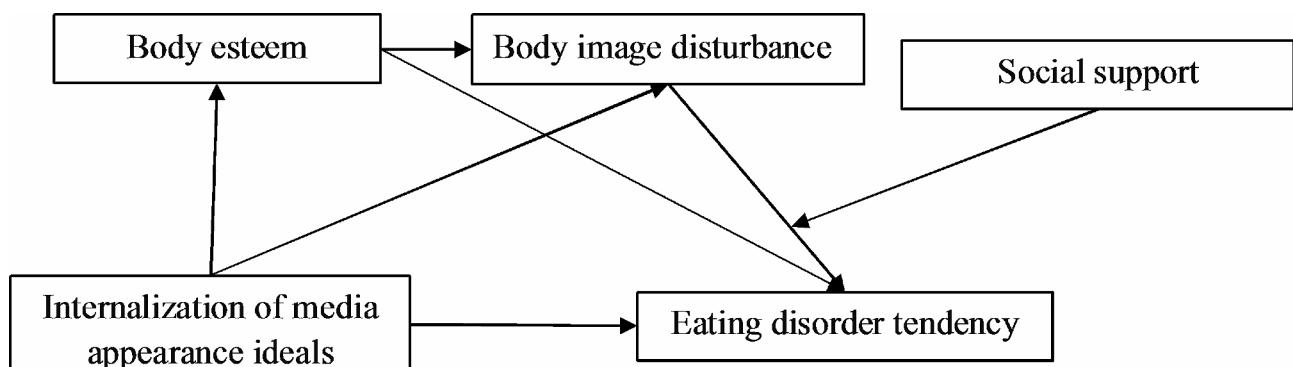 Body esteem
Body image disturbance
Social support
Internalization of media
appearance ideals
Eating disorder tendency